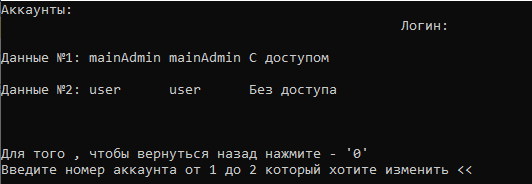 Аккаунты:
Логин:
Данные №1: mainAdmin mainAdmin С доступом
Данные №2: user user Без доступа
Для того , чтобы вернуться назад нажмите - '0'
Введите номер аккаунта от 1 до 2 который хотите изменить <<